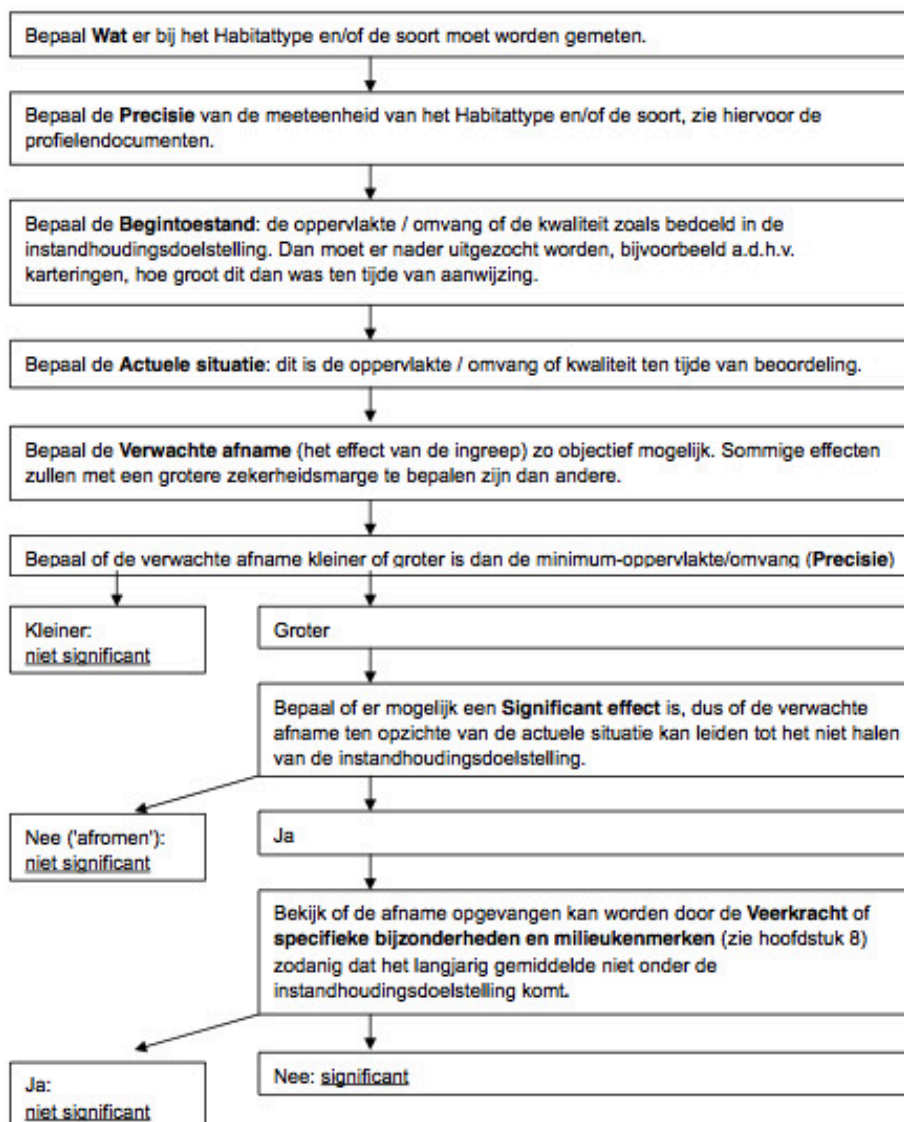 Bepaal Wat er bij het Habitattype en/of de soort moet worden gemeten.
Bepaal de Precisie van de meeteenheid van het Habitattype en/of de soort, zie hiervoor de
profielendocumenten.
Bepaal de Begintoestand: de oppervlakte / omvang of de kwaliteit zoals bedoeld in de
instandhoudingsdoelstelling. Dan moet er nader uitgezocht worden, bijvoorbeeld a.d.h.v.
karteringen, hoe groot dit dan was ten tijde van aanwijzing.
Bepaal de Actuele situatie: dit is de oppervlakte / omvang of kwaliteit ten tijde van beoordeling.
Bepaal de Verwachte afname (het effect van de ingreep) zo objectief mogelijk. Sommige effecten
zullen met een grotere zekerheidsmarge te bepalen zijn dan andere.
Bepaal of de verwachte afname kleiner of groter is dan de minimum-oppervlakte/omvang (Precisie)
Kleiner:
niet significant
Groter
Bepaal of er mogelijk een Significant effect is, dus of de verwachte
afname ten opzichte van de actuele situatie kan leiden tot het niet halen
van de instandhoudingsdoelstelling.
Nee ('afromen'):
niet significant
Ja
Bekijk of de afname opgevangen kan worden door de Veerkracht of
specifieke bijzonderheden en milieukenmerken (zie hoofdstuk 8)
zodanig dat het langjarig gemiddelde niet onder de
instandhoudingsdoelstelling komt.
Ja:
niet significant
Nee: significant